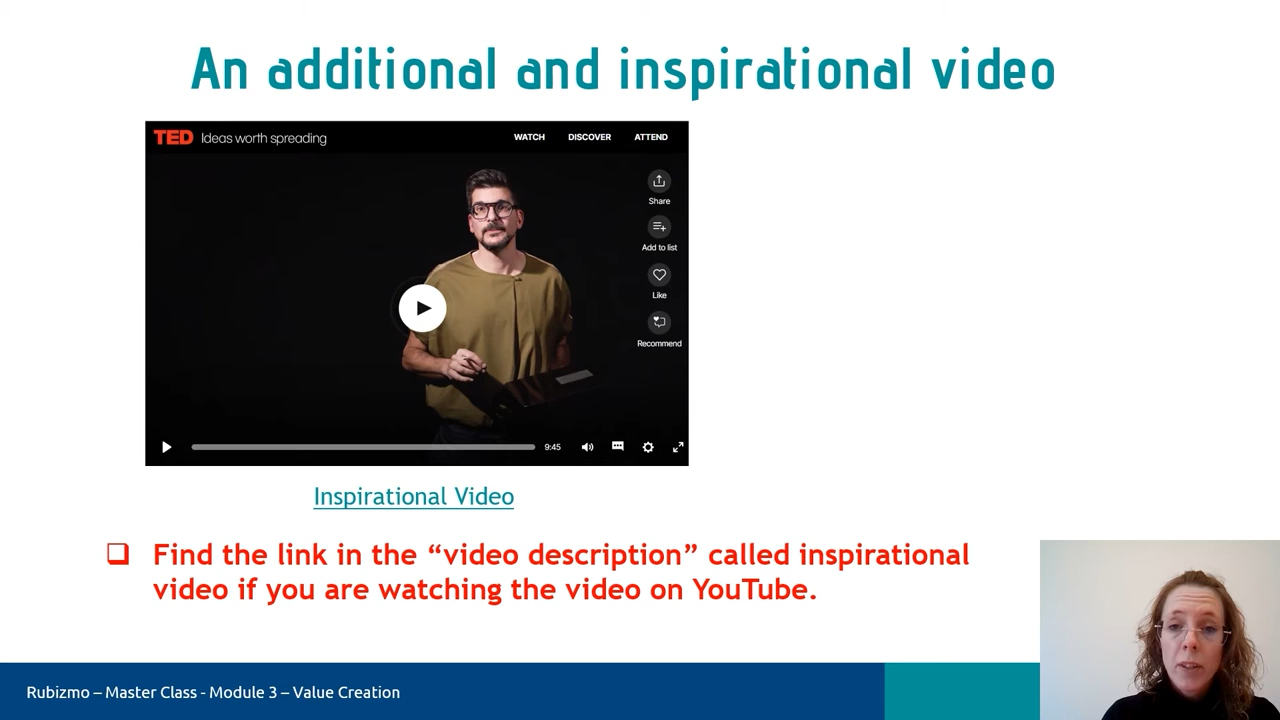 An additional and inspirational video
TED Ideas worth spreading
WATCH DISCOVER ATTEND
Share
Add to list
Like
Recommend
9:45
Inspirational Video
Find the link in the “video description” called inspirational
video if you are watching the video on YouTube.
Rubizmo – Master Class - Module 3 – Value Creation